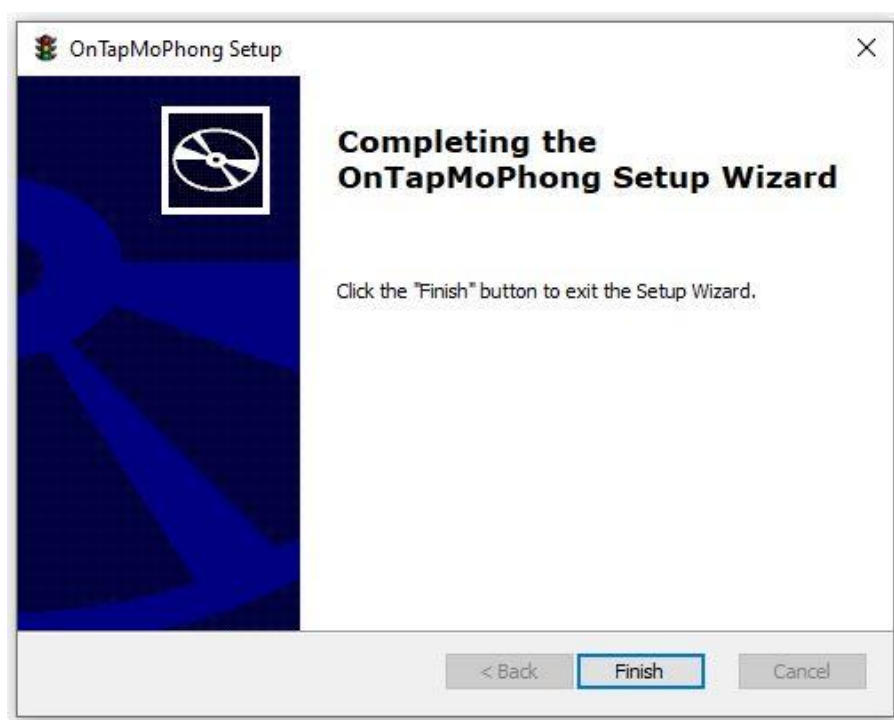 OnTapMoPhong Setup
Completing the
OnTapMoPhong Setup Wizard
Click the "Finish" button to exit the Setup Wizard.
< Back
Finish
Cancel